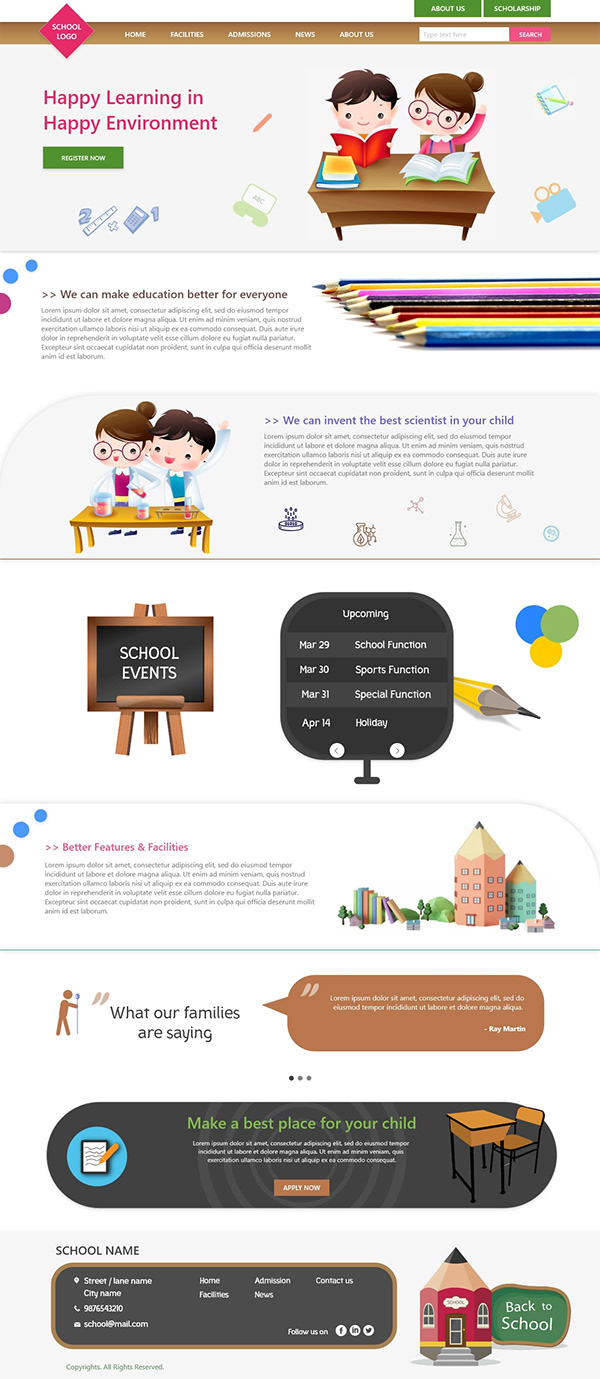 ABOUT US
SCHOLARSHIP
SCHOOL
LOGO
HOME
FACILITIES
ADMISSIONS
NEWS
ABOUT US
Type text here
SEARCH
Happy Learning in
Happy Environment
REGISTER NOW
ABC
2
+
1
>> We can make education better for everyone
Lorem ipsum dolor sit amet, consectetur adipiscing elit, sed do eiusmod tempor
incididunt ut labore et dolore magna aliqua. Ut enim ad minim veniam, quis nostrud
exercitation ullamco laboris nisi ut aliquip ex ea commodo consequat. Duis aute irure
dolor in reprehenderit in voluptate velit esse cillum dolore eu fugiat nulla pariatur.
Excepteur sint occaecat cupidatat non proident, sunt in culpa qui officia deserunt mollit
anim id est laborum.
>> We can invent the best scientist in your child
Lorem ipsum dolor sit amet, consectetur adipiscing elit, sed do eiusmod tempor
incididunt ut labore et dolore magna aliqua. Ut enim ad minim veniam, quis nostrud
exercitation ullamco laboris nisi ut aliquip ex ea commodo consequat. Duis aute irure
dolor in reprehenderit in voluptate velit esse cillum dolore eu fugiat nulla pariatur.
Excepteur sint occaecat cupidatat non proident, sunt in culpa qui officia deserunt mollit
anim id est laborum.
SCHOOL
EVENTS
Upcoming
Mar 29 School Function
Mar 30 Sports Function
Mar 31 Special Function
Apr 14 Holiday
>> Better Features & Facilities
Lorem ipsum dolor sit amet, consectetur adipiscing elit, sed do eiusmod tempor
incididunt ut labore et dolore magna aliqua. Ut enim ad minim veniam, quis nostrud
exercitation ullamco laboris nisi ut aliquip ex ea commodo consequat. Duis aute irure
dolor in reprehenderit in voluptate velit esse cillum dolore eu fugiat nulla pariatur.
Excepteur sint occaecat cupidatat non proident, sunt in culpa qui officia deserunt mollit
anim id est laborum.
What our families
are saying
Lorem ipsum dolor sit amet, consectetur adipiscing elit, sed do
eiusmod tempor incididunt ut labore et dolore magna aliqua.
- Ray Martin
Make a best place for your child
Lorem ipsum dolor sit amet, consectetur adipiscing elit, sed do eiusmod
tempor incididunt ut labore et dolore magna aliqua. Ut enim ad minim
veniam, quis nostrud exercitation ullamco laboris nisi ut aliquip ex ea
commodo consequat.
APPLY NOW
SCHOOL NAME
Street / lane name
City name
9876543210
school@mail.com
Home
Facilities
Admission
News
Contact us
Follow us on
SCHOOL
Back to
School
Copyrights. All Rights Reserved.